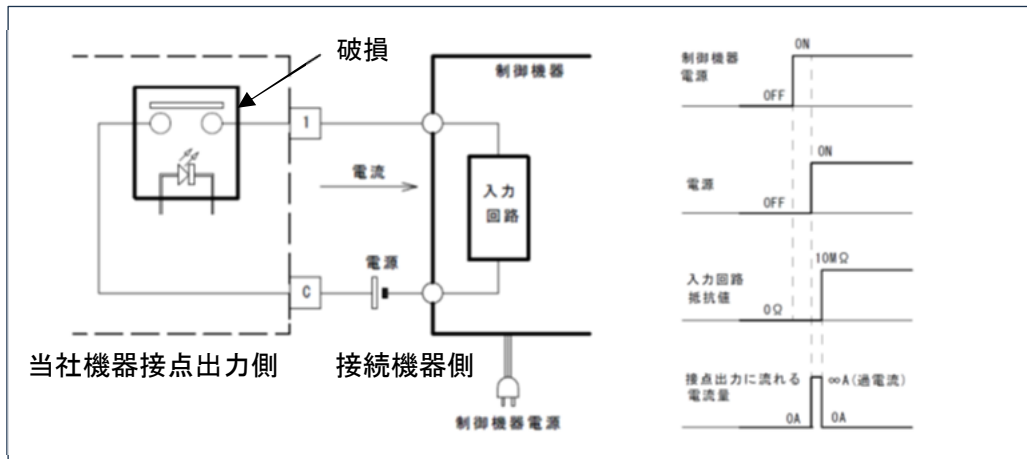 破損
制御機器
1
電流
入力
回路
電源
C
当社機器接点出力側
接続機器側
制御機器電源
制御機器
電源
ON
OFF
電源
ON
OFF
入力回路
抵抗値
10MΩ
0Ω
接点出力に流れる
電流量
∞A(過電流)
0A
0A